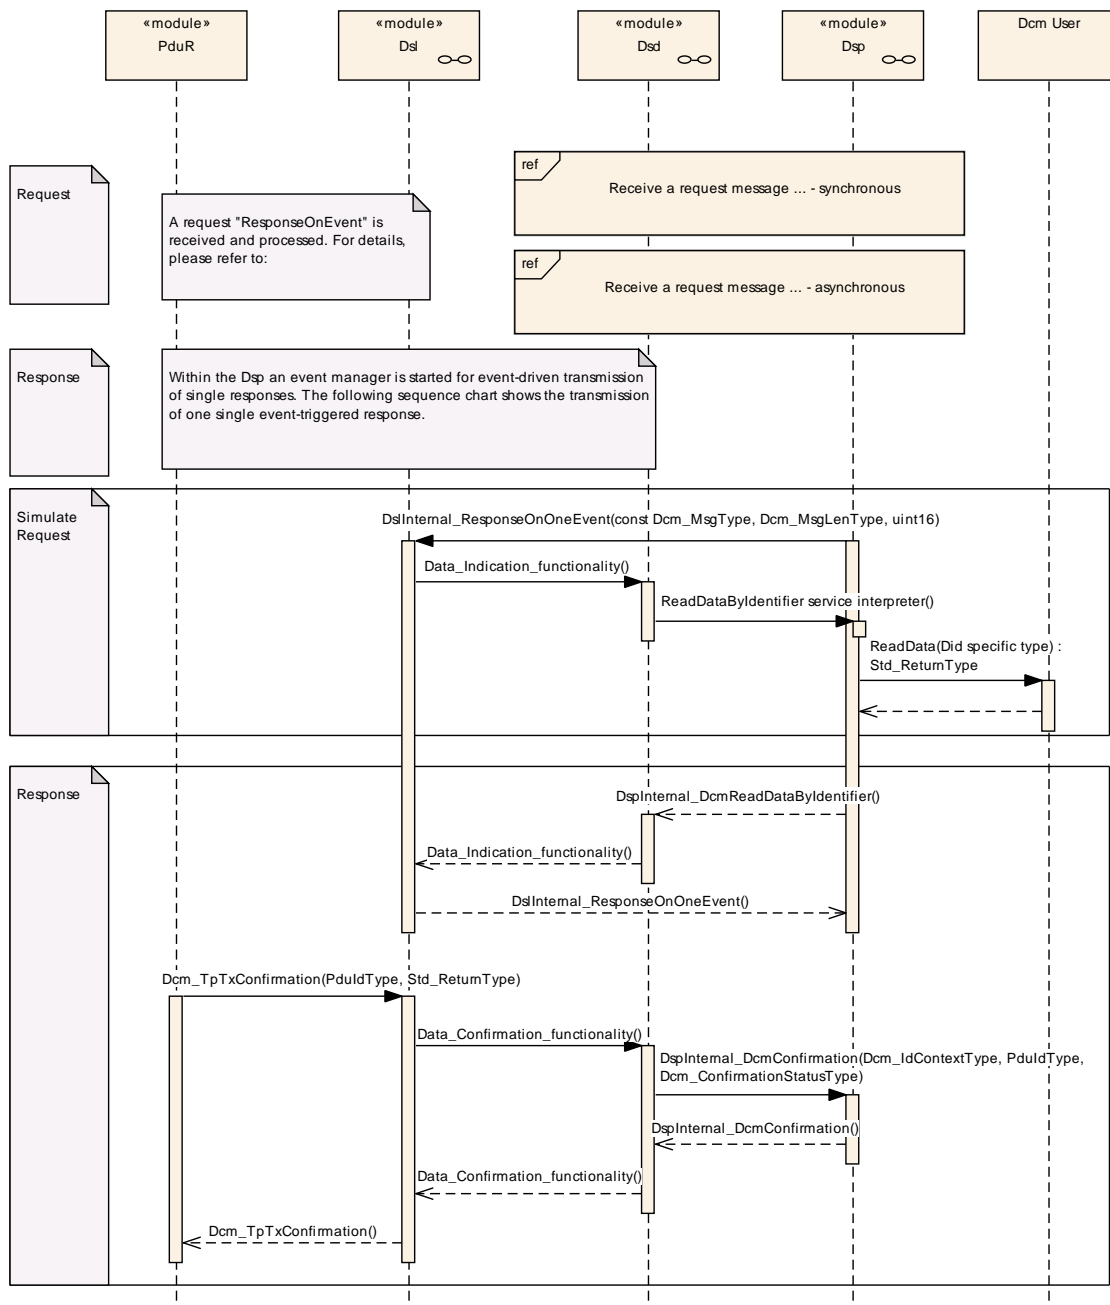 «module»
PduR
«module»
Dsl
«module»
Dsd
«module»
Dsp
Dcm User
Request
A request "ResponseOnEvent" is
received and processed. For details,
please refer to:
ref
Receive a request message ... - synchronous
ref
Receive a request message ... - asynchronous
Response
Within the Dsp an event manager is started for event-driven transmission
of single responses. The following sequence chart shows the transmission
of one single event-triggered response.
Simulate
Request
DslInternal_ResponseOnOneEvent(const Dcm_MsgType, Dcm_MsgLenType, uint16)
Data_Indication_functionality()
ReadDataByIdentifier service interpreter()
ReadData(Did specific type) :
Std_ReturnType
Response
DspInternal_DcmReadDataByIdentifier()
Data_Indication_functionality()
DslInternal_ResponseOnOneEvent()
Dcm_TpTxConfirmation(PduIdType, Std_ReturnType)
Data_Confirmation_functionality()
DspInternal_DcmConfirmation(Dcm_IdContextType, PduIdType,
Dcm_ConfirmationStatusType)
DspInternal_DcmConfirmation()
Data_Confirmation_functionality()
Dcm_TpTxConfirmation()